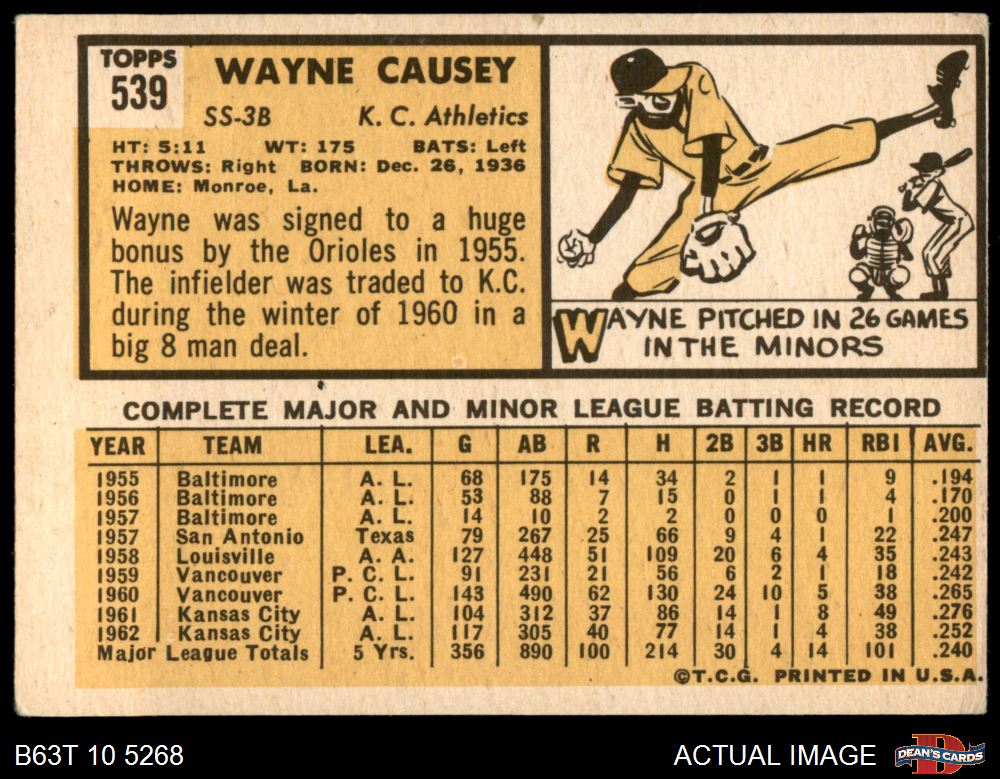 TOPPS
539
WAYNE CAUSEY
SS-3B K. C. Athletics
HT: 5:11 WT: 175 BATS: Left
THROWS: Right BORN: Dec. 26, 1936
HOME: Monroe, La.
Wayne was signed to a huge
bonus by the Orioles in 1955.
The infielder was traded to K.C.
during the winter of 1960 in a
big 8 man deal.
C
WAYNE PITCHED IN 26 GAMES
IN THE MINORS
COMPLETE MAJOR AND MINOR LEAGUE BATTING RECORD
YEAR TEAM LEA. G AB R H 2B 3B HR RBI AVG.
1955 Baltimore A. L. 68 175 14 34 2 1 1 9 .194
1956 Baltimore A. L. 53 88 7 15 0 1 1 4 .170
1957 Baltimore A. L. 14 10 2 2 0 0 0 1 .200
1957 San Antonio Texas 79 267 25 66 9 4 1 22 .247
1958 Louisville A. A. 127 448 51 109 20 6 4 35 .243
1959 Vancouver P. C. L. 91 231 21 56 6 2 1 18 .242
1960 Vancouver P. C. L. 143 490 62 130 24 10 5 38 .265
1961 Kansas City A. L. 104 312 37 86 14 1 8 49 .276
1962 Kansas City A. L. 117 305 40 77 14 1 4 38 .252
Major League Totals 5 Yrs. 356 890 100 214 30 4 14 101 .240
©T.C.G. PRINTED IN U.S.A.
B63T 10 5268 ACTUAL IMAGE
D
DEAN'S CARDS